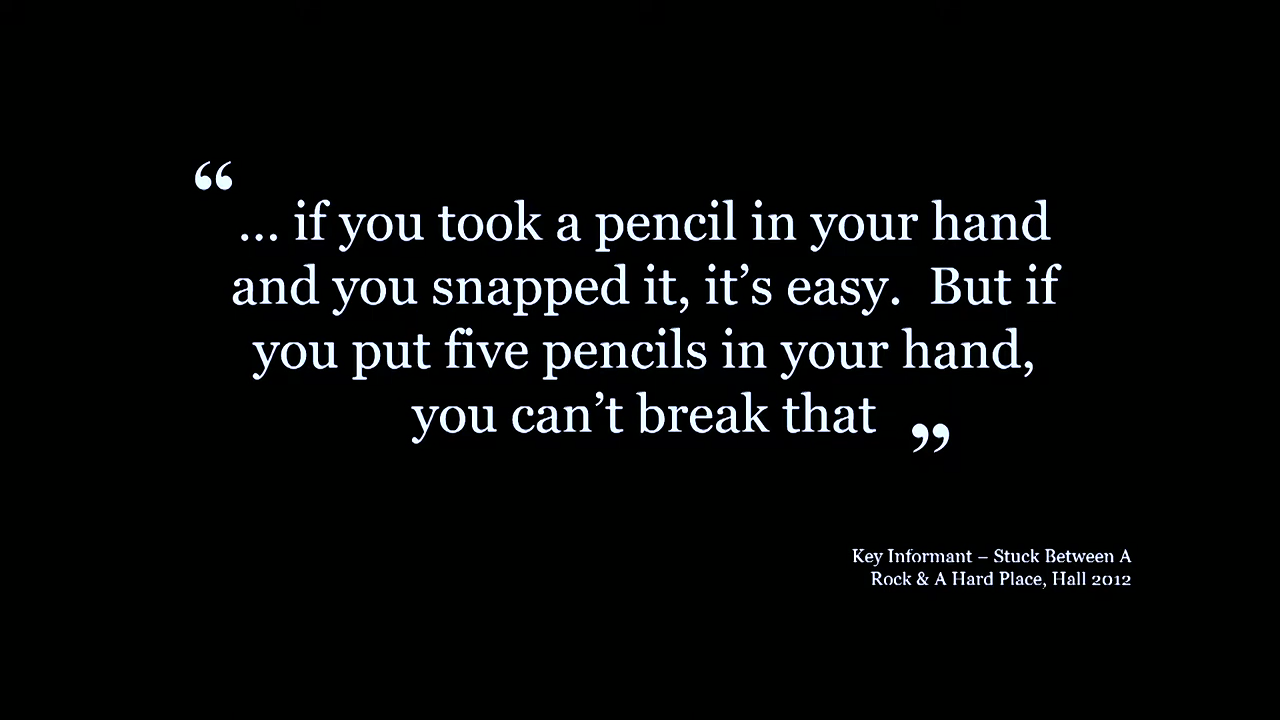 “
… if you took a pencil in your hand
and you snapped it, it’s easy.  But if
you put five pencils in your hand,
you can’t break that ”
Key Informant – Stuck Between A
Rock & A Hard Place, Hall 2012